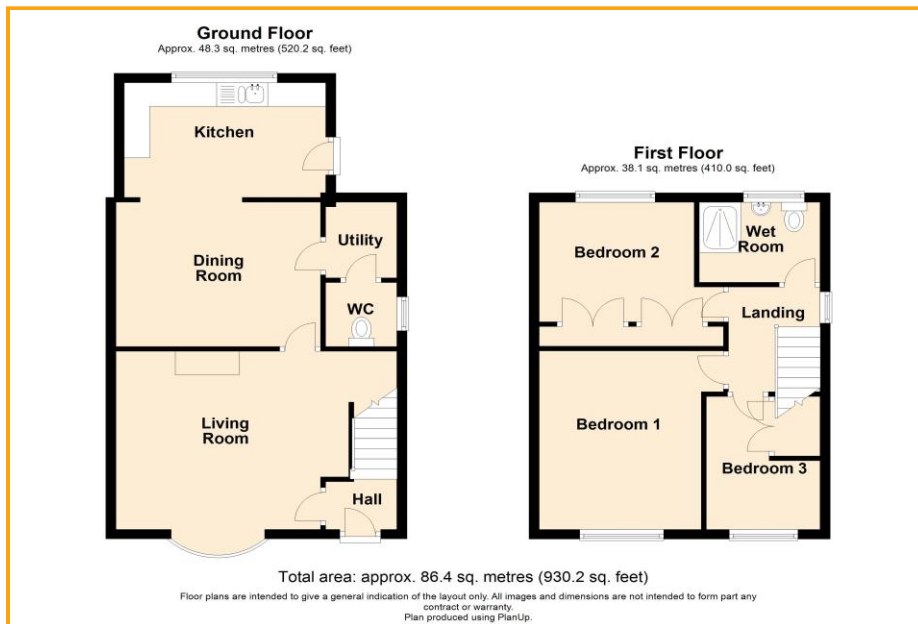 Ground Floor
Approx. 48.3 sq. metres (520.2 sq. feet)
Kitchen
Dining
Room
Utility
WC
Living
Room
Hall
First Floor
Approx. 38.1 sq. metres (410.0 sq. feet)
Bedroom 2
Wet
Room
Landing
Bedroom 1
Bedroom 3
Total area: approx. 86.4 sq. metres (930.2 sq. feet)
Floor plans are intended to give a general indication of the layout only. All images and dimensions are not intended to form part any
contract or warranty.
Plan produced using PlanUp.